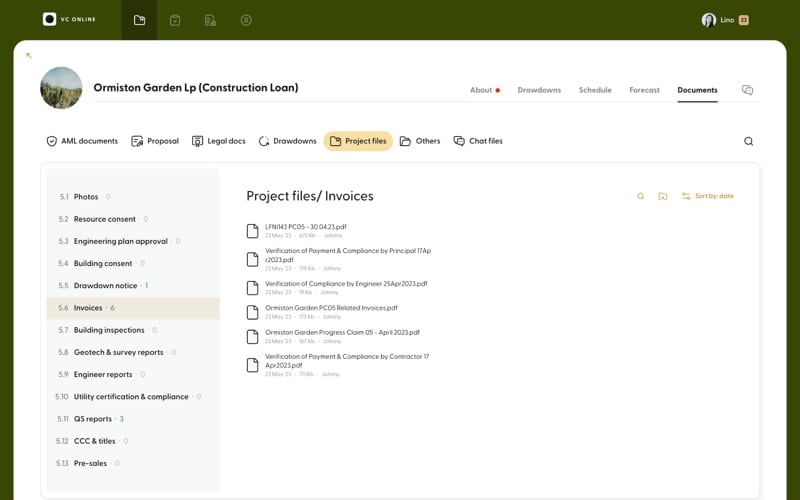 VC ONLINE
Lino 23
Ormiston Garden Lp (Construction Loan)
About Drawdowns Schedule Forecast Documents
AML documents Proposal Legal docs Drawdowns Project files Others Chat files
5.1 Photos · 0
5.2 Resource consent · 0
5.3 Engineering plan approval · 0
5.4 Building consent · 0
5.5 Drawdown notice · 1
5.6 Invoices · 6
5.7 Building inspections · 0
5.8 Geotech & survey reports · 0
5.9 Engineer reports · 0
5.10 Utility certification & compliance · 0
5.11 QS reports · 3
5.12 CCC & titles · 0
5.13 Pre-sales · 0
Project files/ Invoices
Sort by: date
LFN1143 PC05 - 30.04.23.pdf
23 May '23 · 672 Kb · Johnny
Verification of Payment & Compliance by Principal 17Ap
r2023.pdf
23 May '23 · 719 Kb · Johnny
Verification of Compliance by Engineer 25Apr2023.pdf
23 May '23 · 19 Kb · Johnny
Ormiston Garden PC05 Related Invoices.pdf
23 May '23 · 173 Kb · Johnny
Ormiston Garden Progress Claim 05 - April 2023.pdf
23 May '23 · 167 Kb · Johnny
Verification of Payment & Compliance by Contractor 17
Apr2023.pdf
23 May '23 · 711 Kb · Johnny